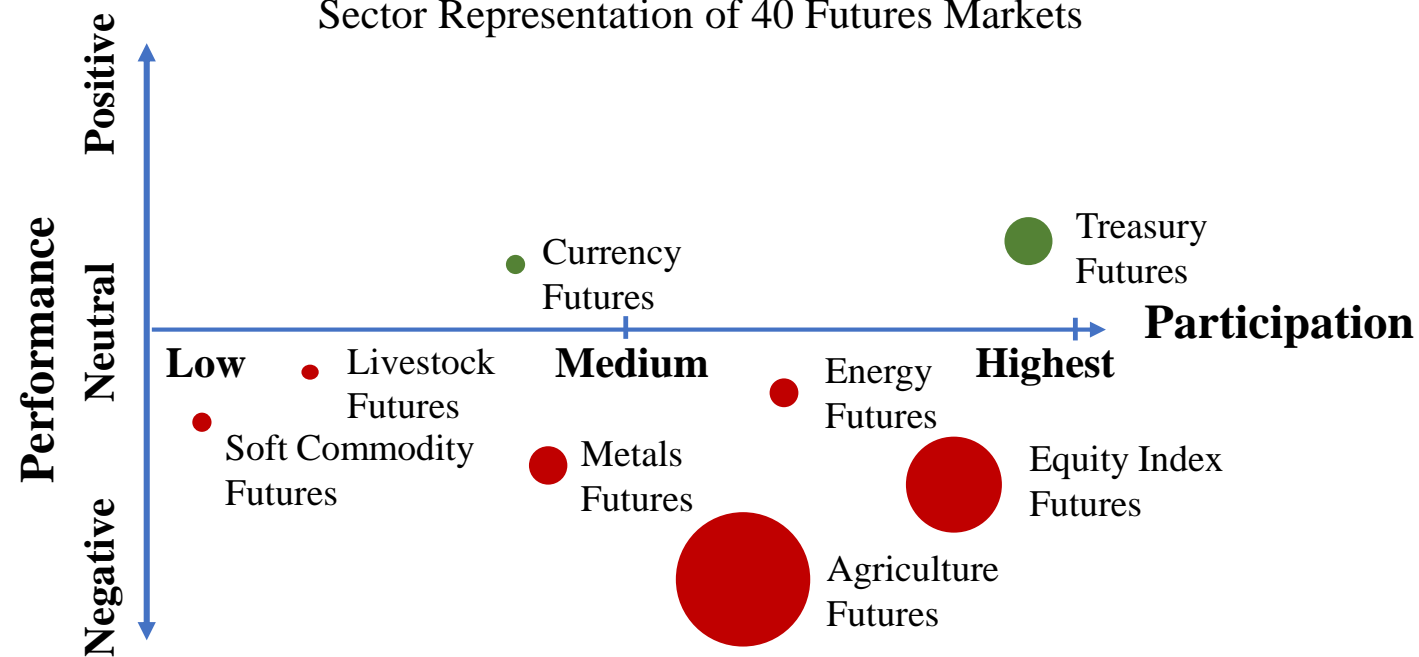 Sector Representation of 40 Futures Markets
Positive
Neutral
Negative
Performance
Treasury
Futures
Currency
Futures
Participation
Low
Medium
Highest
Livestock
Futures
Energy
Futures
Soft Commodity
Futures
Metals
Futures
Equity Index
Futures
Agriculture
Futures